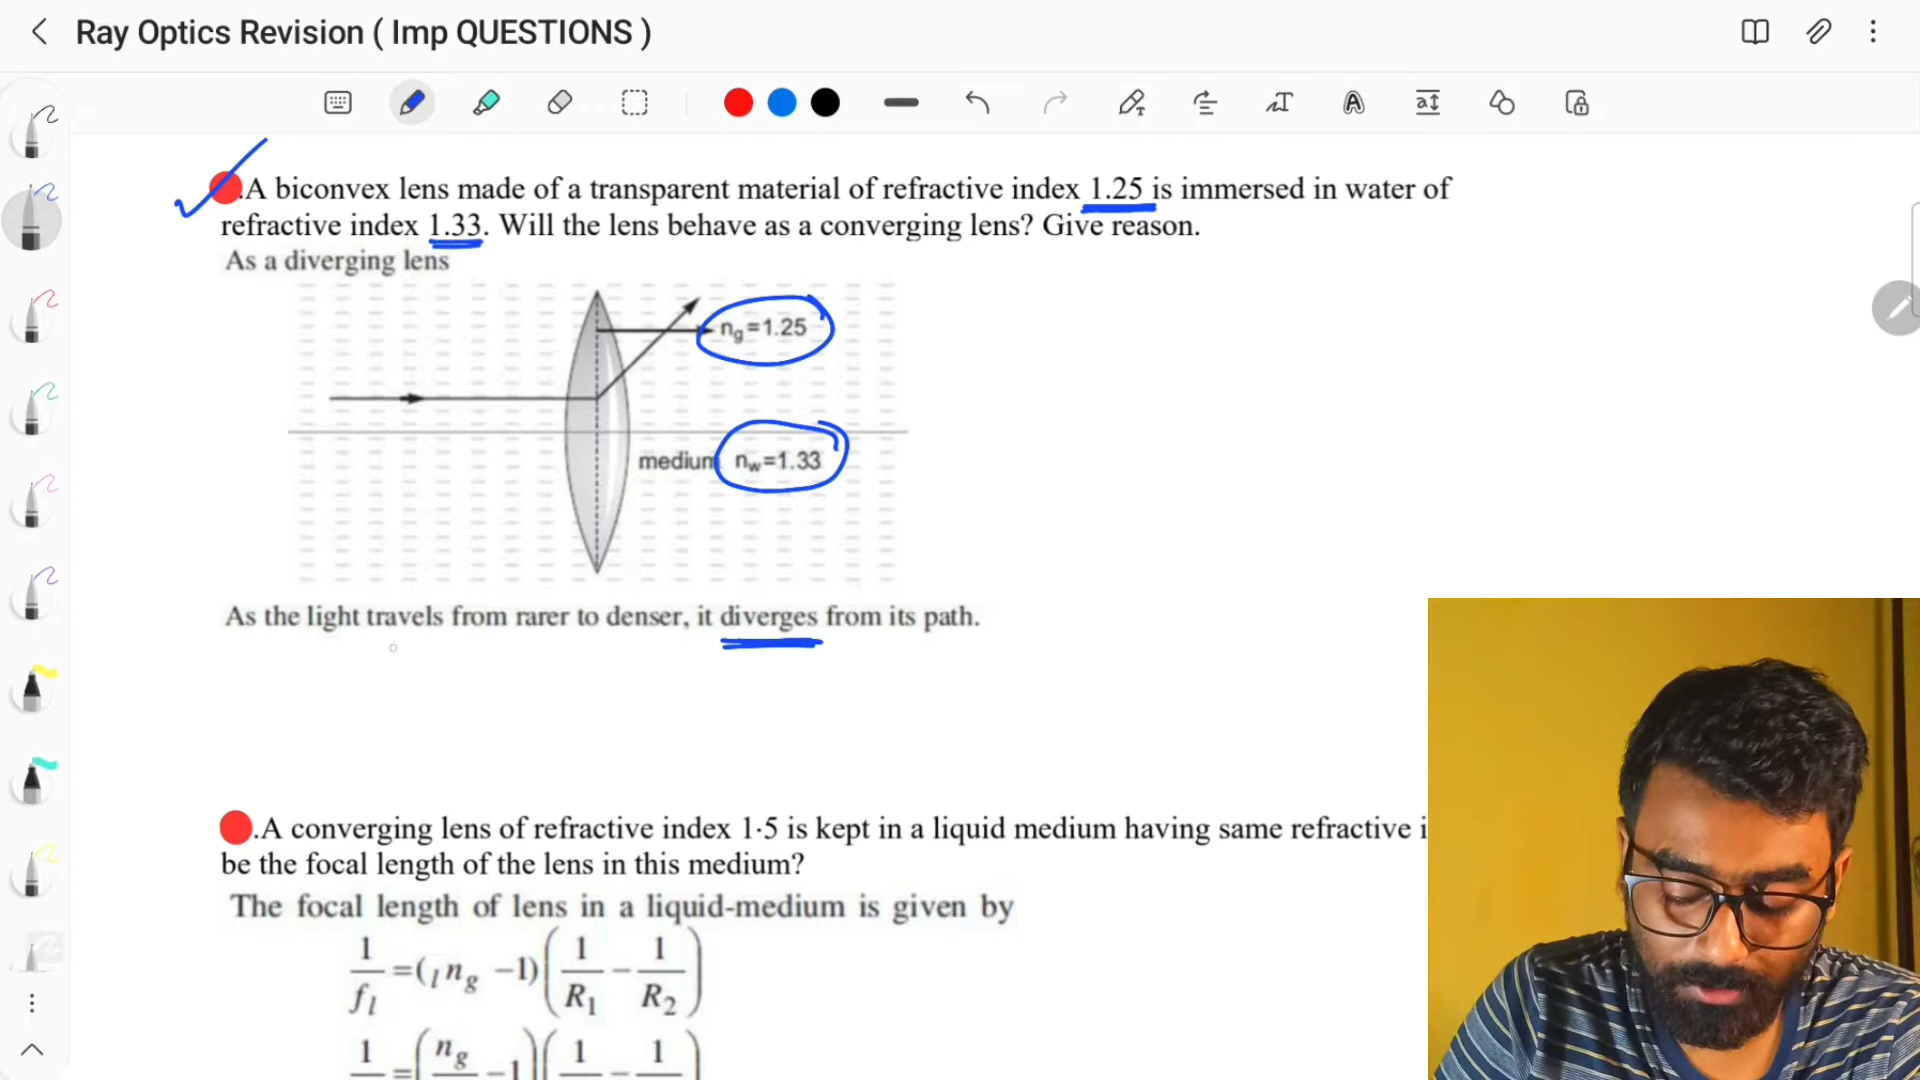 Ray Optics Revision ( Imp QUESTIONS )
.A biconvex lens made of a transparent material of refractive index 1.25 is immersed in water of
refractive index 1.33. Will the lens behave as a converging lens? Give reason.
As a diverging lens
ng=1.25
medium nw=1.33
As the light travels from rarer to denser, it diverges from its path.
.A converging lens of refractive index 1·5 is kept in a liquid medium having same refractive i
be the focal length of the lens in this medium?
The focal length of lens in a liquid-medium is given by
1/fl =(l ng −1)(1/R1 − 1/R2)
1 =(ng −1)(1 − 1)